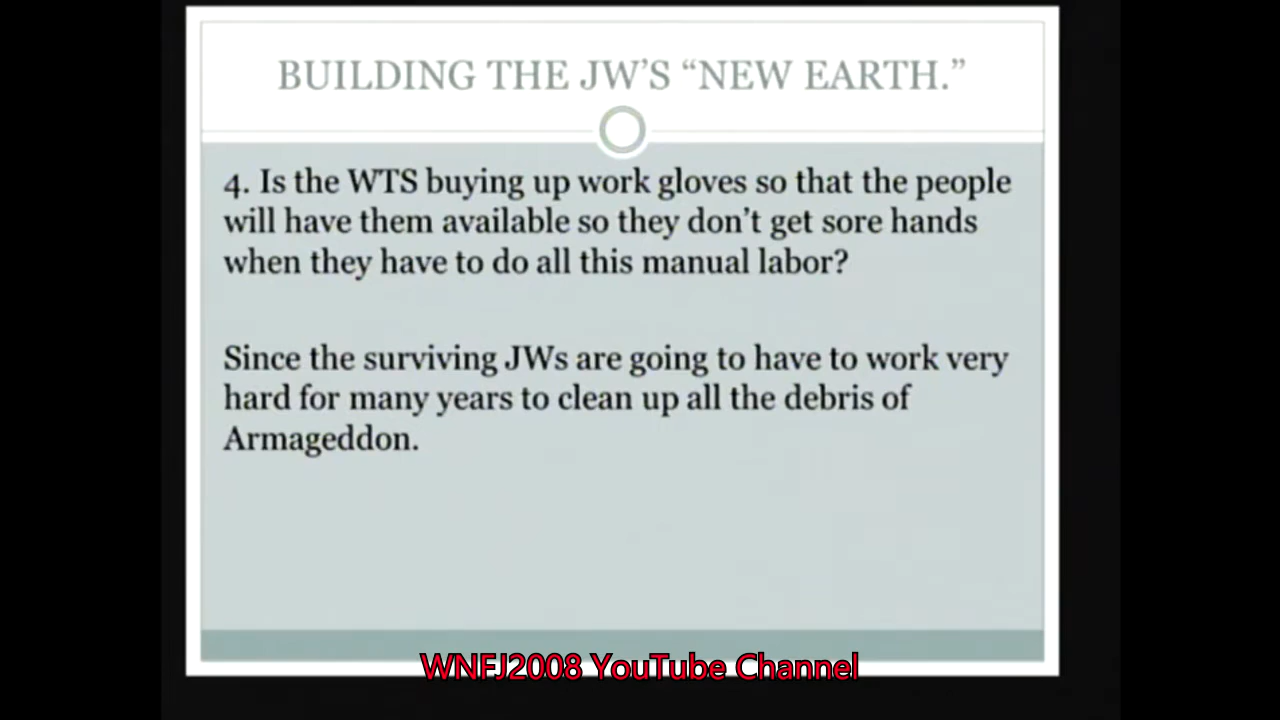 BUILDING THE JW’S “NEW EARTH.”
4. Is the WTS buying up work gloves so that the people
will have them available so they don’t get sore hands
when they have to do all this manual labor?
Since the surviving JWs are going to have to work very
hard for many years to clean up all the debris of
Armageddon.
WNFJ2008 YouTube Channel